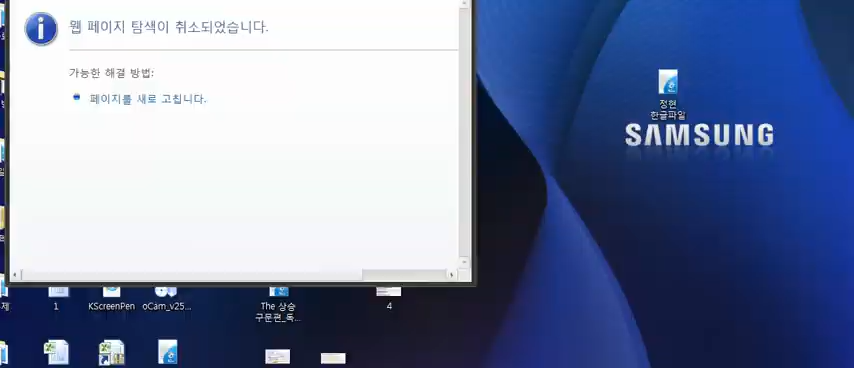 웹 페이지 탐색이 취소되었습니다.
가능한 해결 방법:
페이지를 새로 고칩니다.
정현
한글파일
SAMSUNG
제
1
KScreenPen
oCam_v25...
The 상승
구문편_독...
4